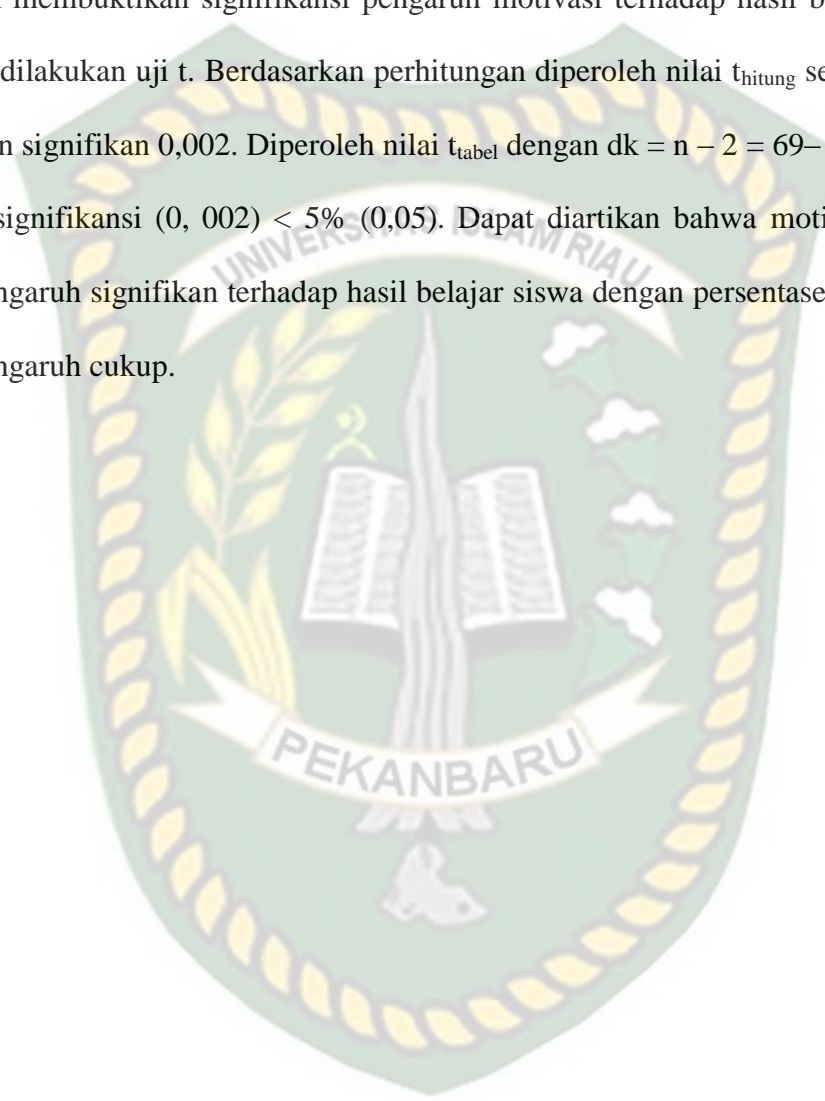 membuktikan signifikansi pengaruh motivasi terhadap hasil b
dilakukan uji t. Berdasarkan perhitungan diperoleh nilai t_hitung se
n signifikan 0,002. Diperoleh nilai t_tabel dengan dk = n – 2 = 69–
signifikansi (0, 002) < 5% (0,05). Dapat diartikan bahwa moti
ngaruh signifikan terhadap hasil belajar siswa dengan persentase
ngaruh cukup.
UNIVERSITAS ISLAM RIAU
PEKANBARU